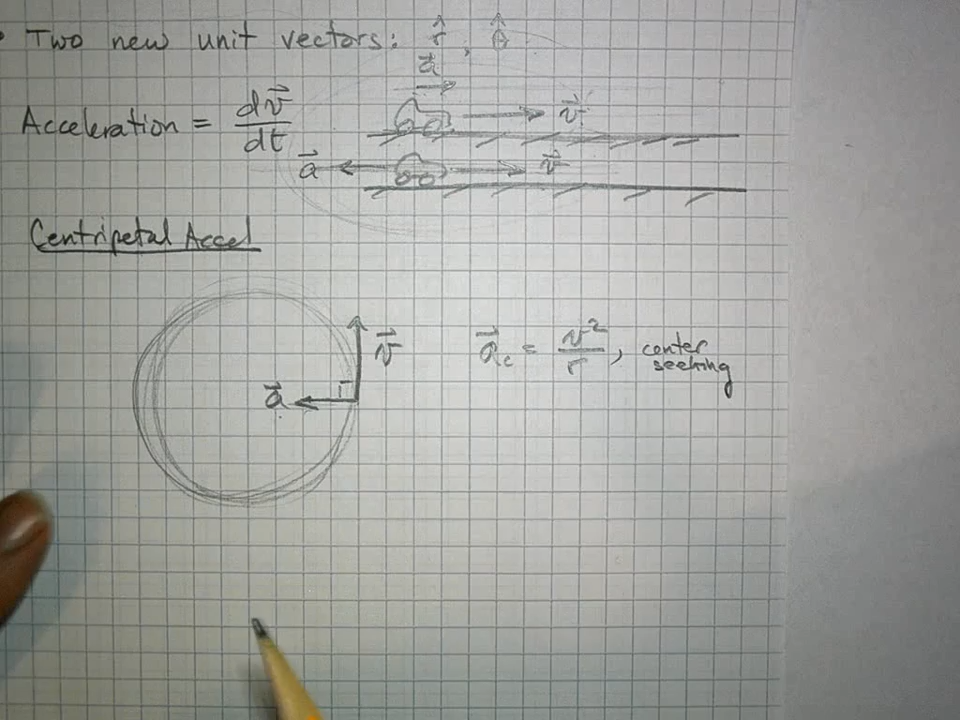 • Two new unit vectors: r̂, θ̂
a⃗
Acceleration = dv⃗/dt
v⃗
a⃗
v⃗
Centripetal Accel
v⃗
a⃗
a⃗c = v²/r, center
seeking